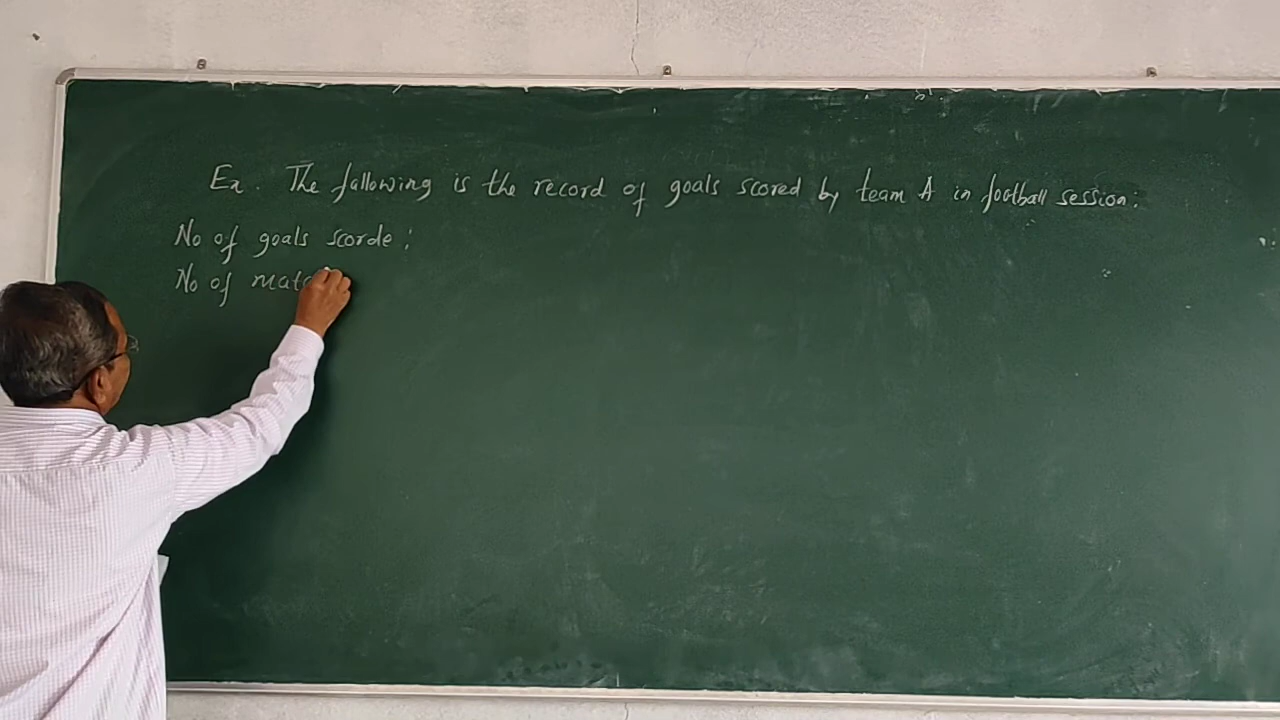 Ex. The following is the record of goals scored by team A in football session:
No of goals scorde :
No of mat